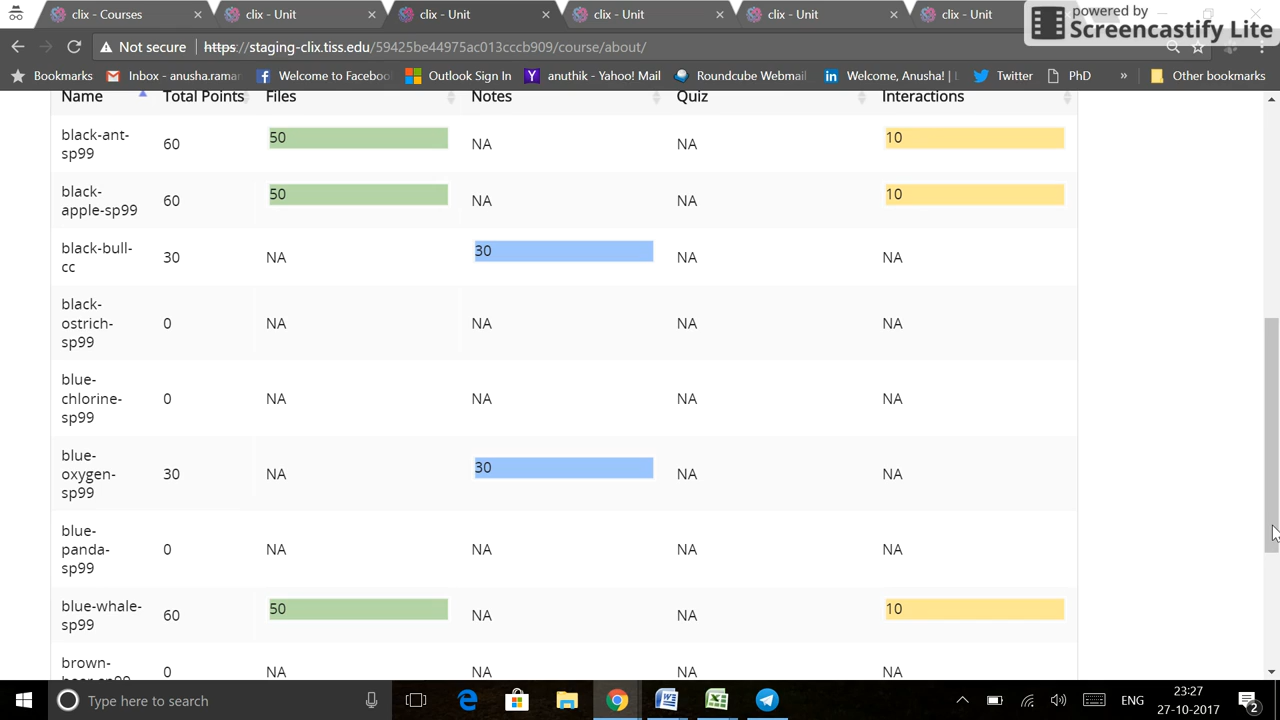 clix - Courses
clix - Unit
clix - Unit
clix - Unit
clix - Unit
clix - Unit
powered by
Screencastify Lite
Not secure https://staging-clix.tiss.edu/59425be44975ac013cccb909/course/about/
Bookmarks Inbox - anusha.ramar Welcome to Faceboo Outlook Sign In anuthik - Yahoo! Mail Roundcube Webmail Welcome, Anusha! | L Twitter PhD » Other bookmarks
Name Total Points Files Notes Quiz Interactions
black-ant-
sp99
60 50 NA NA 10
black-
apple-sp99
60 50 NA NA 10
black-bull-
cc
30 NA 30 NA NA
black-
ostrich-
sp99
0 NA NA NA NA
blue-
chlorine-
sp99
0 NA NA NA NA
blue-
oxygen-
sp99
30 NA 30 NA NA
blue-
panda-
sp99
0 NA NA NA NA
blue-whale-
sp99
60 50 NA NA 10
brown-
0 NA NA NA NA
Type here to search
ENG
23:27
27-10-2017
2